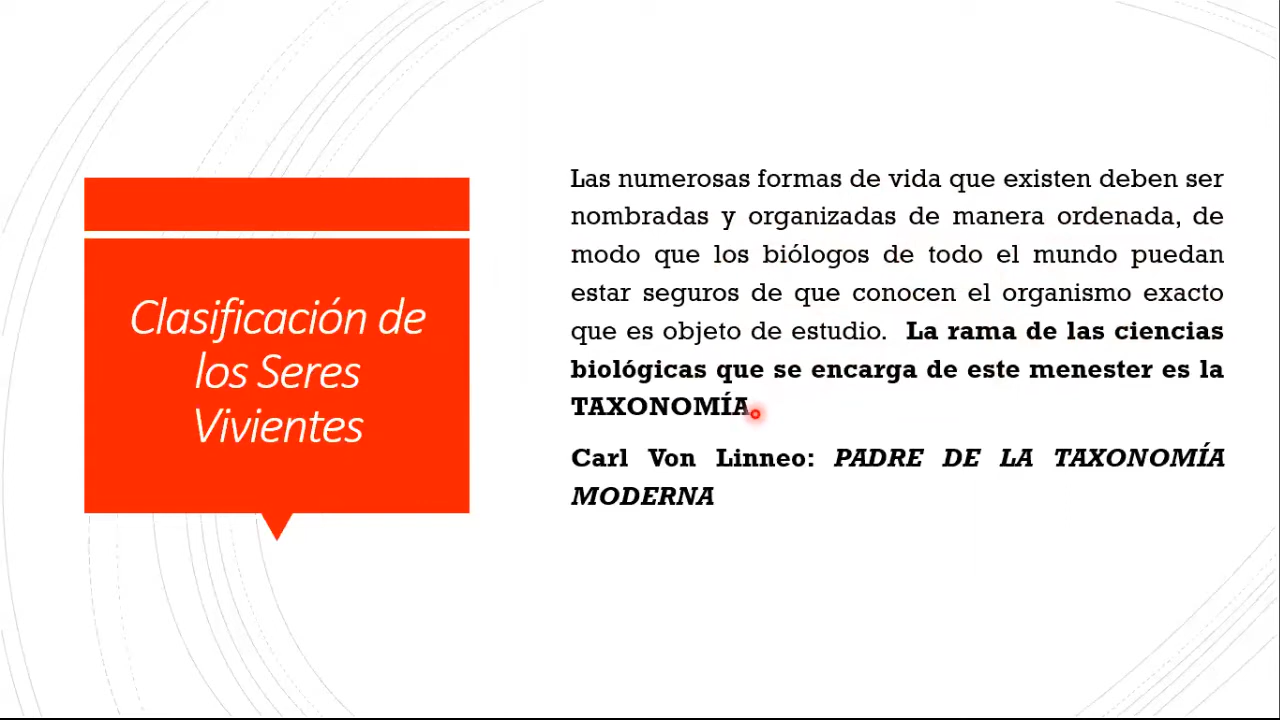 Clasificación de
los Seres
Vivientes
Las numerosas formas de vida que existen deben ser
nombradas y organizadas de manera ordenada, de
modo que los biólogos de todo el mundo puedan
estar seguros de que conocen el organismo exacto
que es objeto de estudio. La rama de las ciencias
biológicas que se encarga de este menester es la
TAXONOMÍA.
Carl Von Linneo: PADRE DE LA TAXONOMÍA
MODERNA